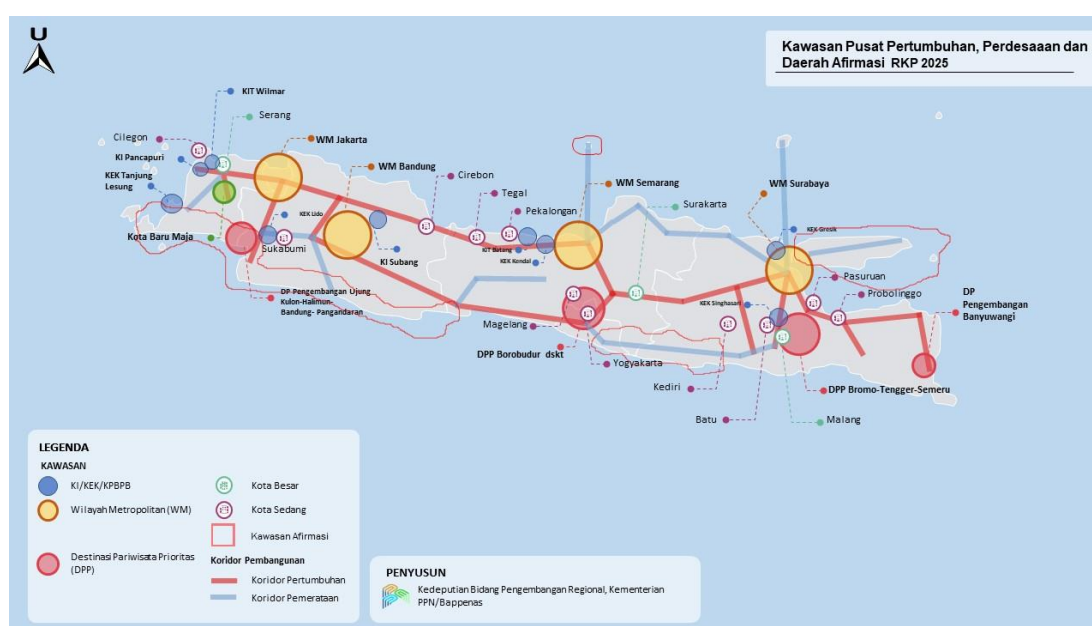 U
Kawasan Pusat Pertumbuhan, Perdesaaan dan
Daerah Afirmasi RKP 2025
KIT Wilmar
Serang
Cilegon
WM Jakarta
KI Pancapuri
WM Bandung
KEK Tanjung
Lesung
Cirebon
WM Semarang
WM Surabaya
Tegal
Surakarta
Pekalongan
KEK Lido
KEK Gresik
Kota Baru Maja
Sukabumi
KI Subang
KIT Batang
KEK Kendal
Pasuruan
DP Pengembangan Ujung
Kulon-Halimun-
Bandung- Pangandaran
KEK Singhasari
Probolinggo
DP
Pengembangan
Banyuwangi
Magelang
DPP Borobudur dskt
Yogyakarta
Kediri
DPP Bromo-Tengger-Semeru
Batu
Malang
LEGENDA
KAWASAN
KI/KEK/KPBPB
Kota Besar
Wilayah Metropolitan (WM)
Kota Sedang
Kawasan Afirmasi
Destinasi Pariwisata Prioritas
(DPP)
Koridor Pembangunan
Koridor Pertumbuhan
Koridor Pemerataan
PENYUSUN
Kedeputian Bidang Pengembangan Regional, Kementerian
PPN/Bappenas